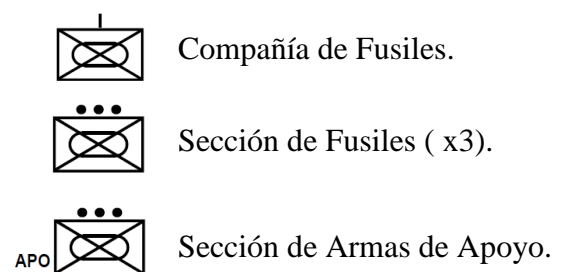 Compañía de Fusiles.
Sección de Fusiles ( x3).
APO Sección de Armas de Apoyo.